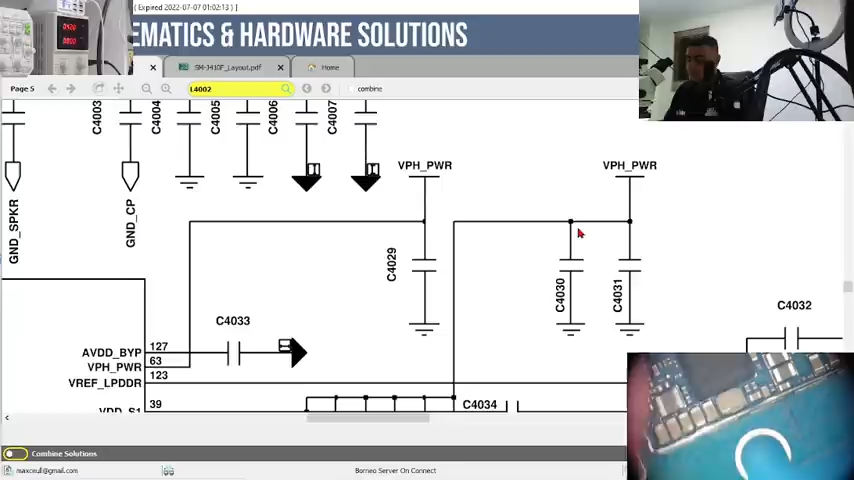 ( Expired 2022-07-07 01:02:13 )
EMATICS & HARDWARE SOLUTIONS
SM-J410F_Layout.pdf
Home
Page 5
L4002
combine
C4003
C4004
C4005
C4006
C4007
VPH_PWR
VPH_PWR
GND_SPKR
GND_CP
C4029
C4030
C4031
C4033
C4032
AVDD_BYP
127
VPH_PWR
63
VREF_LPDDR
123
VDD_S1
39
C4034
Combine Solutions
Borneo Server On Connect